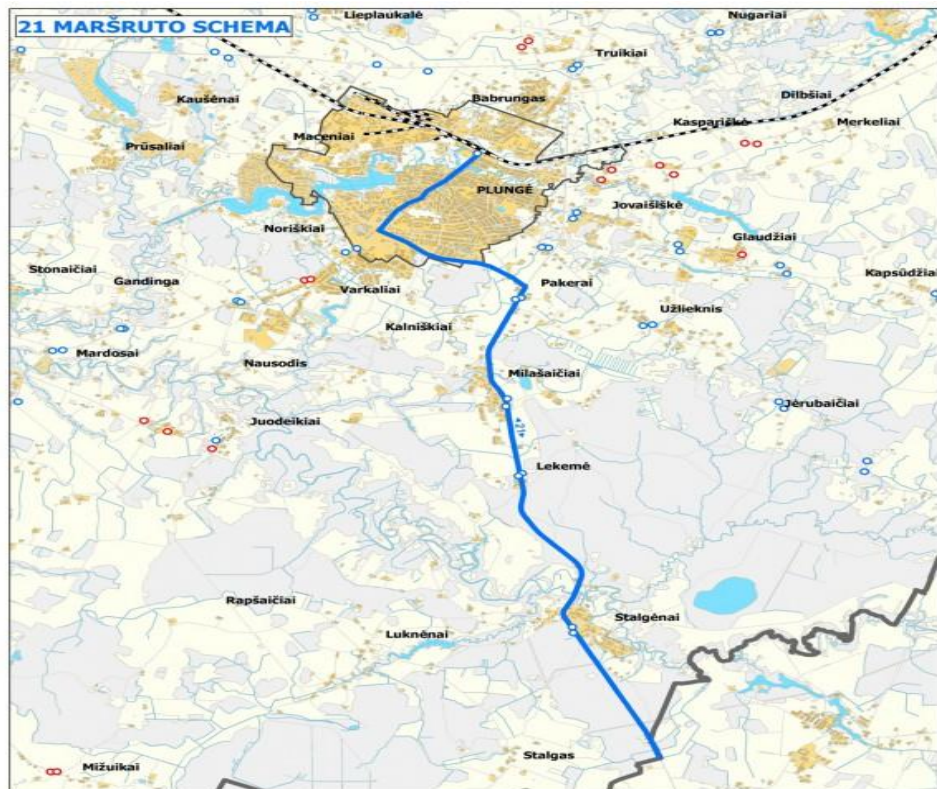 21 MARŠRUTO SCHEMA
Lieplaukalė
Nugariai
Truikiai
Kaušėnai
Babrungas
Dilbšiai
Maceniai
Kaspariškė
Merkeliai
Prūsaliai
PLUNGĖ
Jovaišiškė
Noriškiai
Glaudžiai
Stonaičiai
Gandinga
Varkaliai
Pakerai
Kapsūdžiai
Kalniškiai
Užlieknis
Mardosai
Nausodis
Milašaičiai
Juodeikiai
Jėrubaičiai
21
Lekemė
Rapšaičiai
Stalgėnai
Luknėnai
Stalgas
Mižuikai